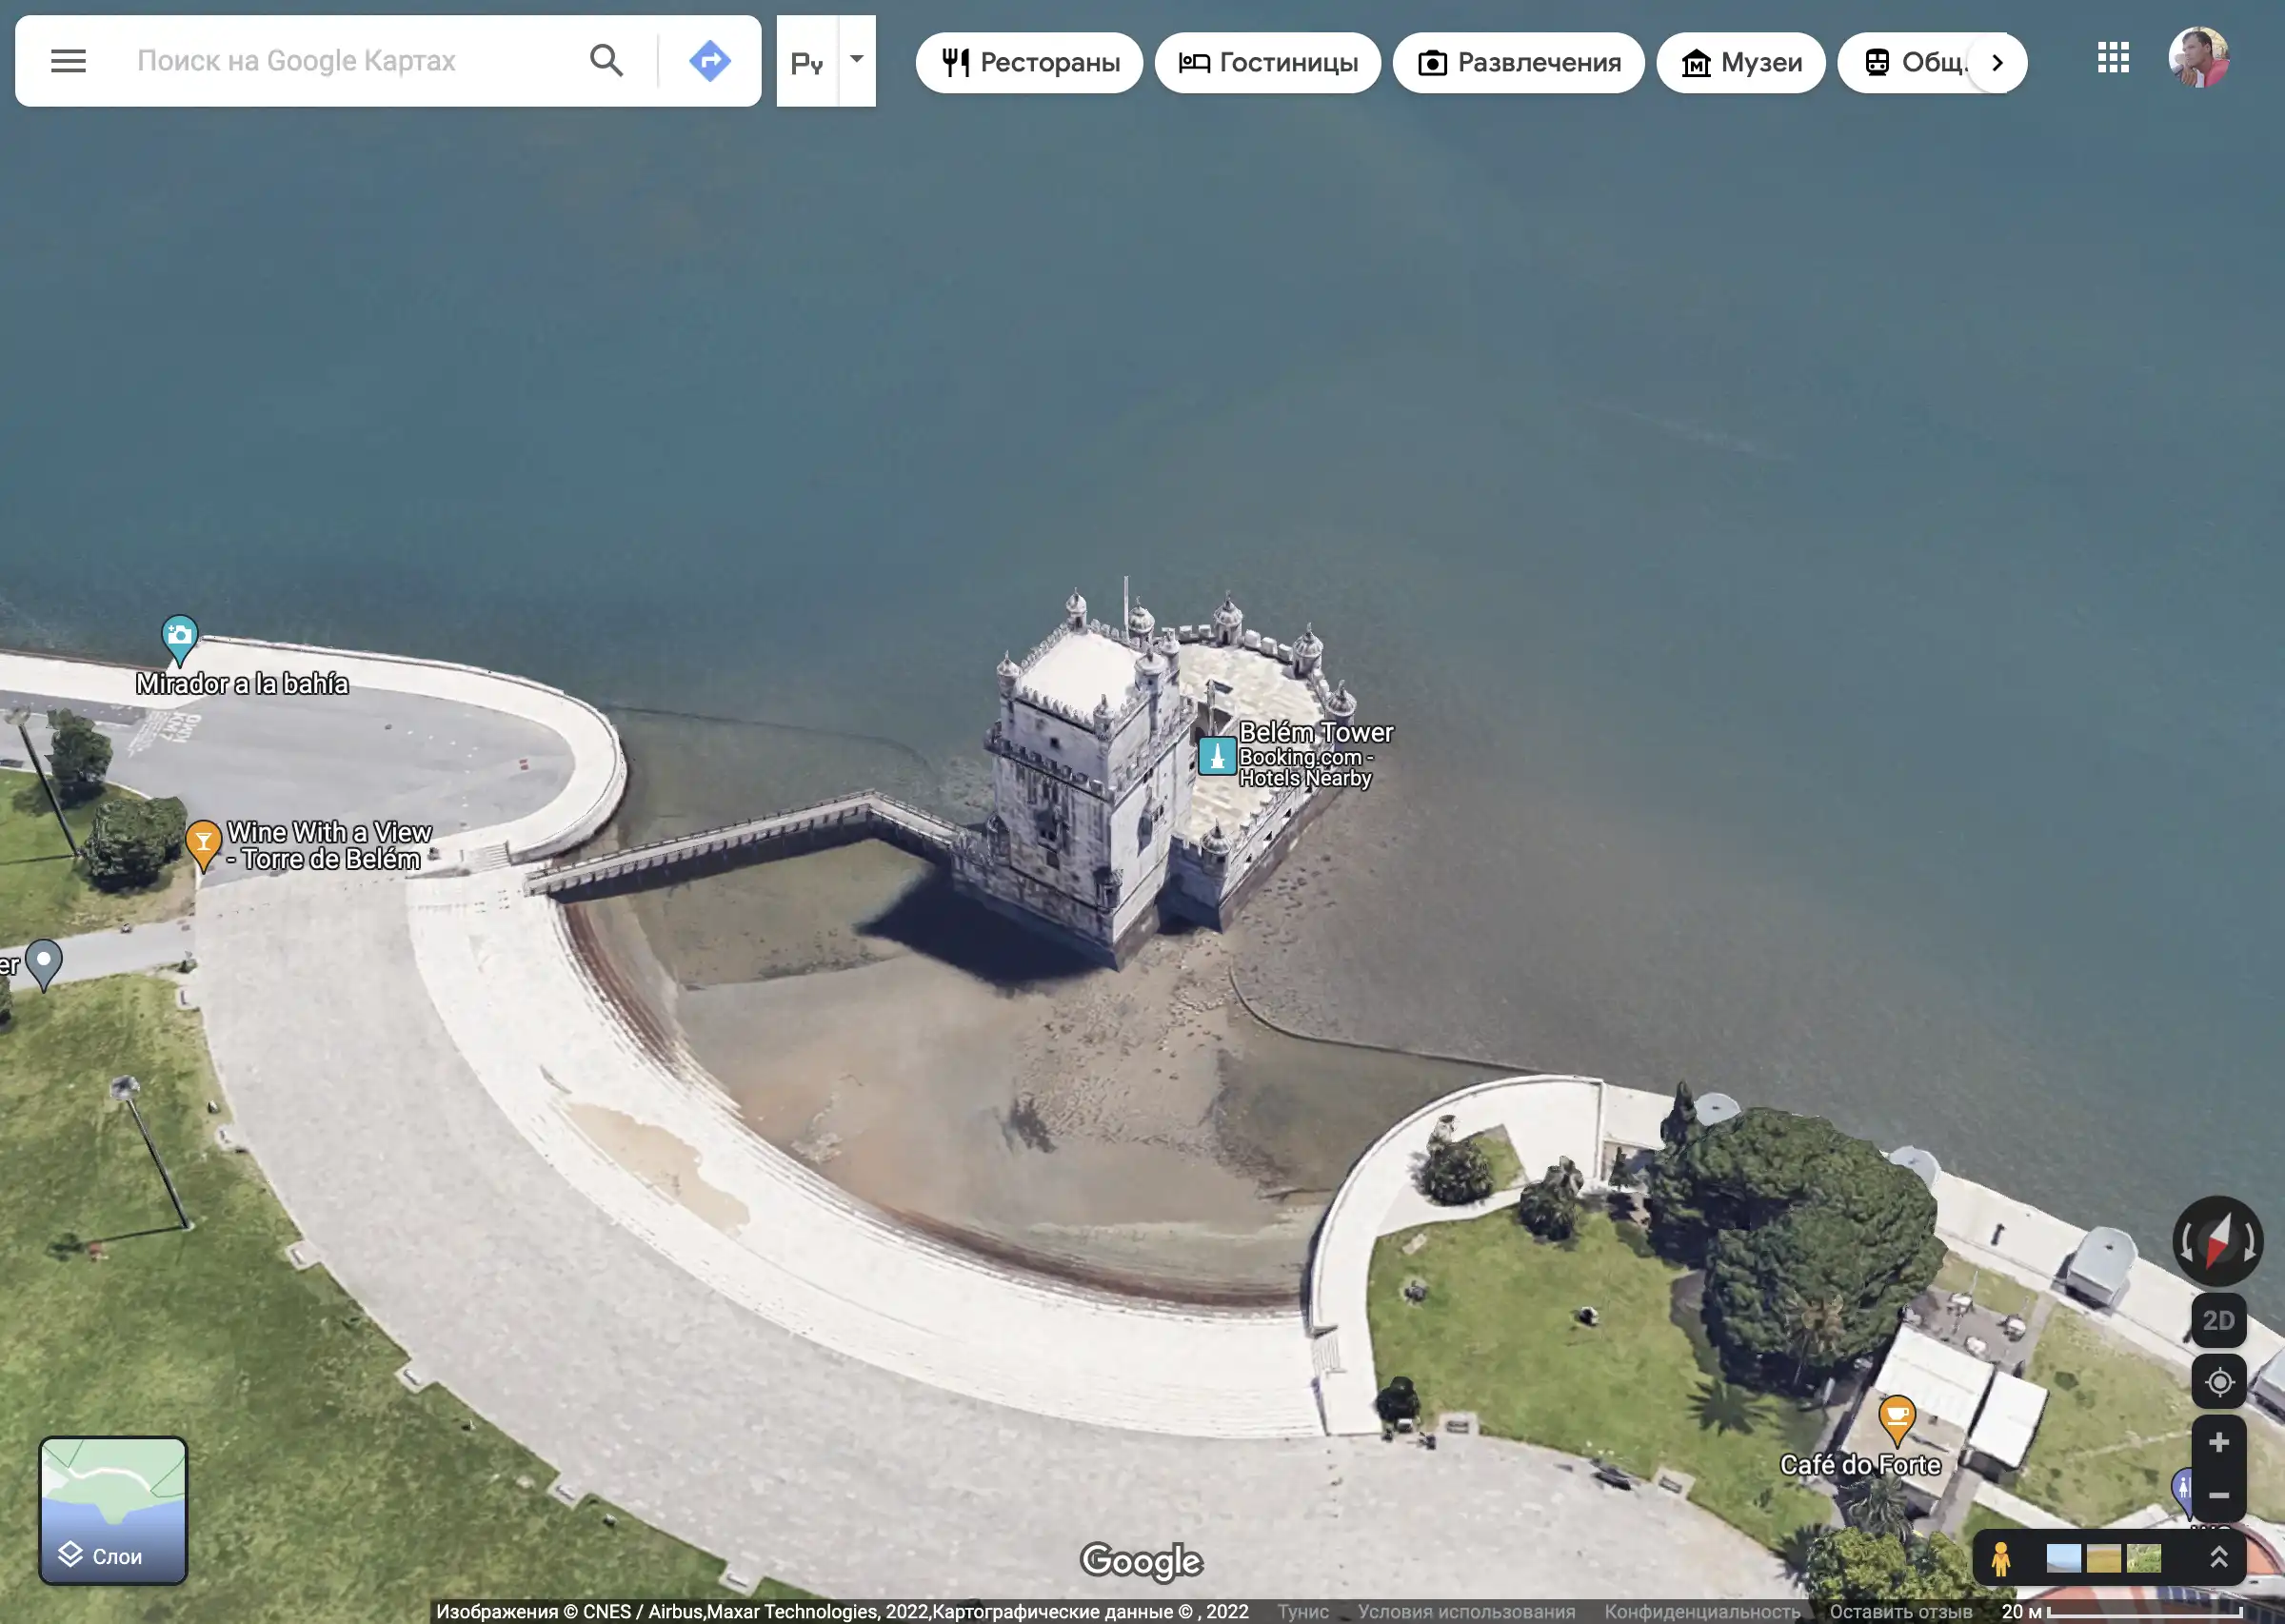 Поиск на Google Картах
Ру
Рестораны
Гостиницы
Развлечения
Музеи
Общ.
Mirador a la bahía
Belém Tower
Booking.com -
Hotels Nearby
Wine With a View
- Torre de Belém
er
2D
Café do Forte
Слои
Google
Изображения © CNES / Airbus,Maxar Technologies, 2022,Картографические данные © , 2022
Тунис
Условия использования
Конфиденциальность
Оставить отзыв
20 м